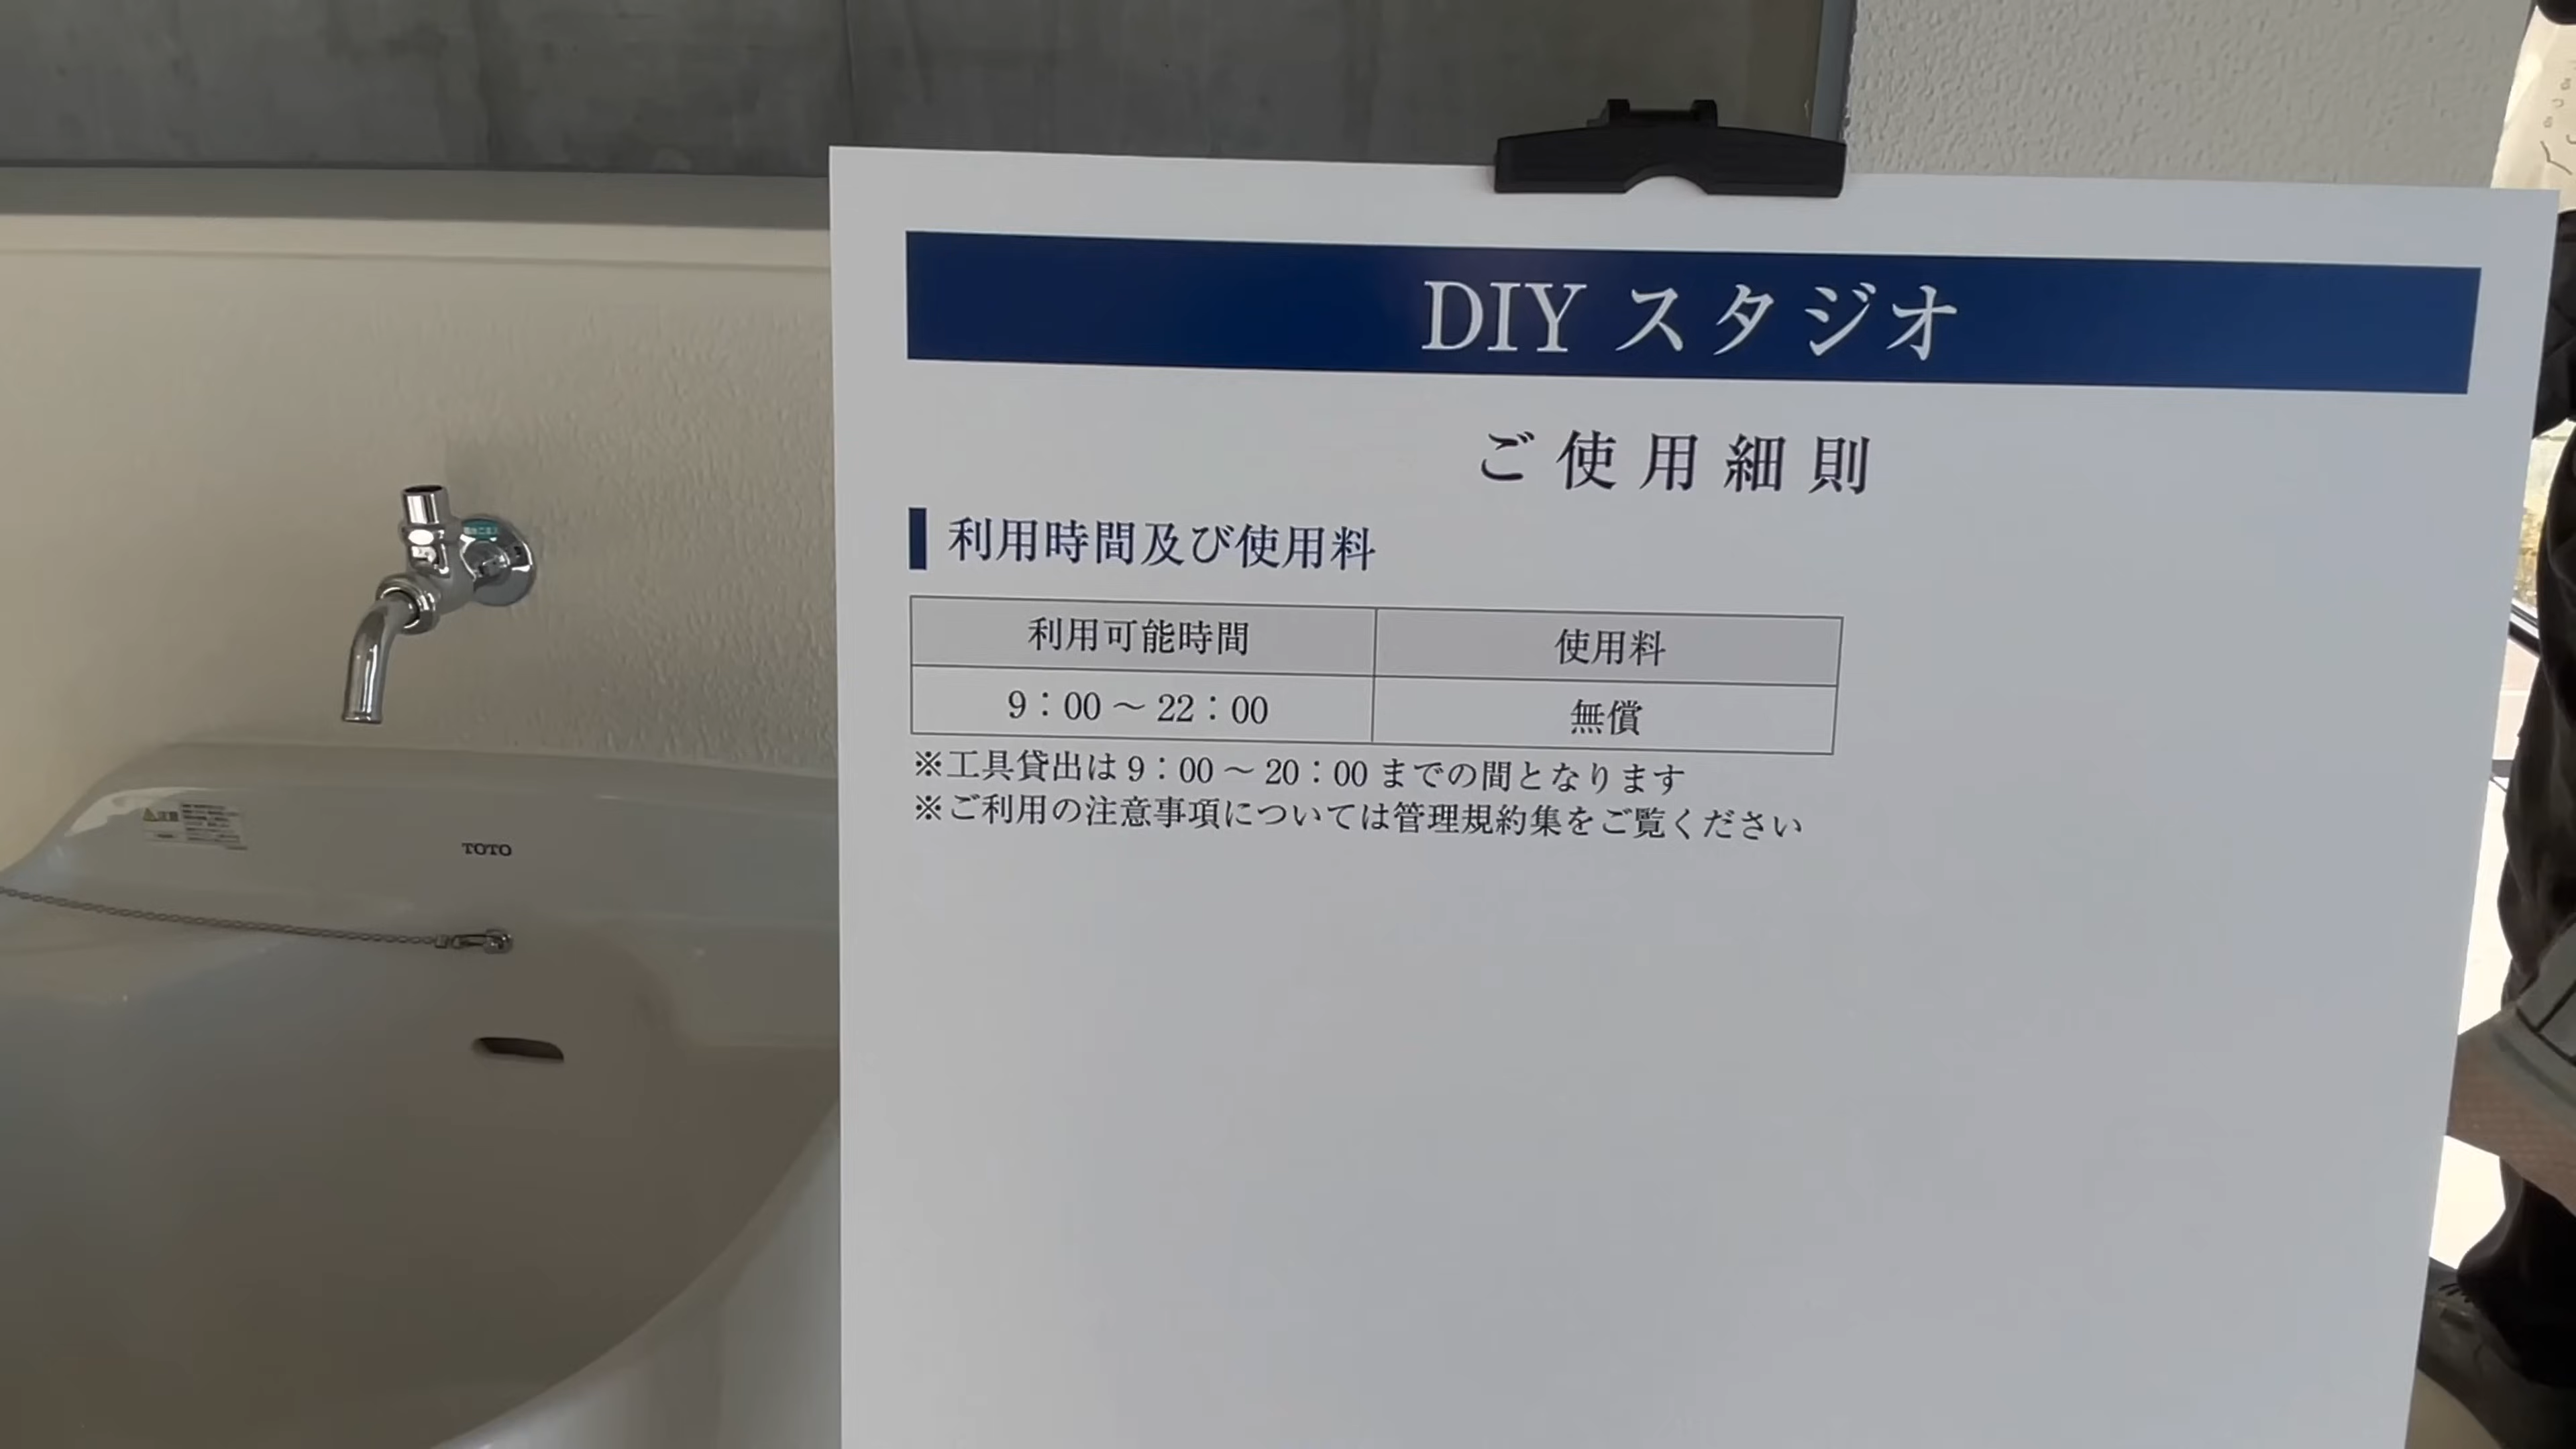 DIY スタジオ
ご使用細則
利用時間及び使用料
利用可能時間 使用料
9：00 ～ 22：00 無償
※工具貸出は 9：00 ～ 20：00 までの間となります
※ご利用の注意事項については管理規約集をご覧ください
TOTO